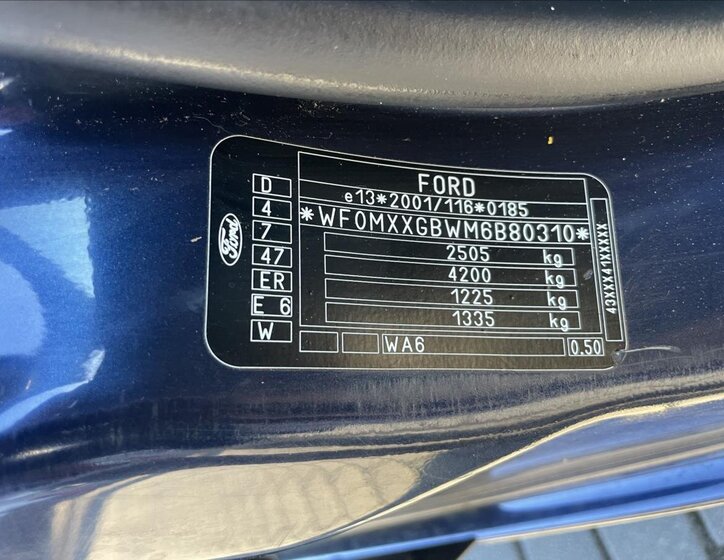 FORD
e13*2001/116*0185
*WF0MXXGBWM6B80310*
2505 kg
4200 kg
1225 kg
1335 kg
WA6 0.50
D
4
7
47
ER
E 6
W
Ford
43XXX41XXXXX